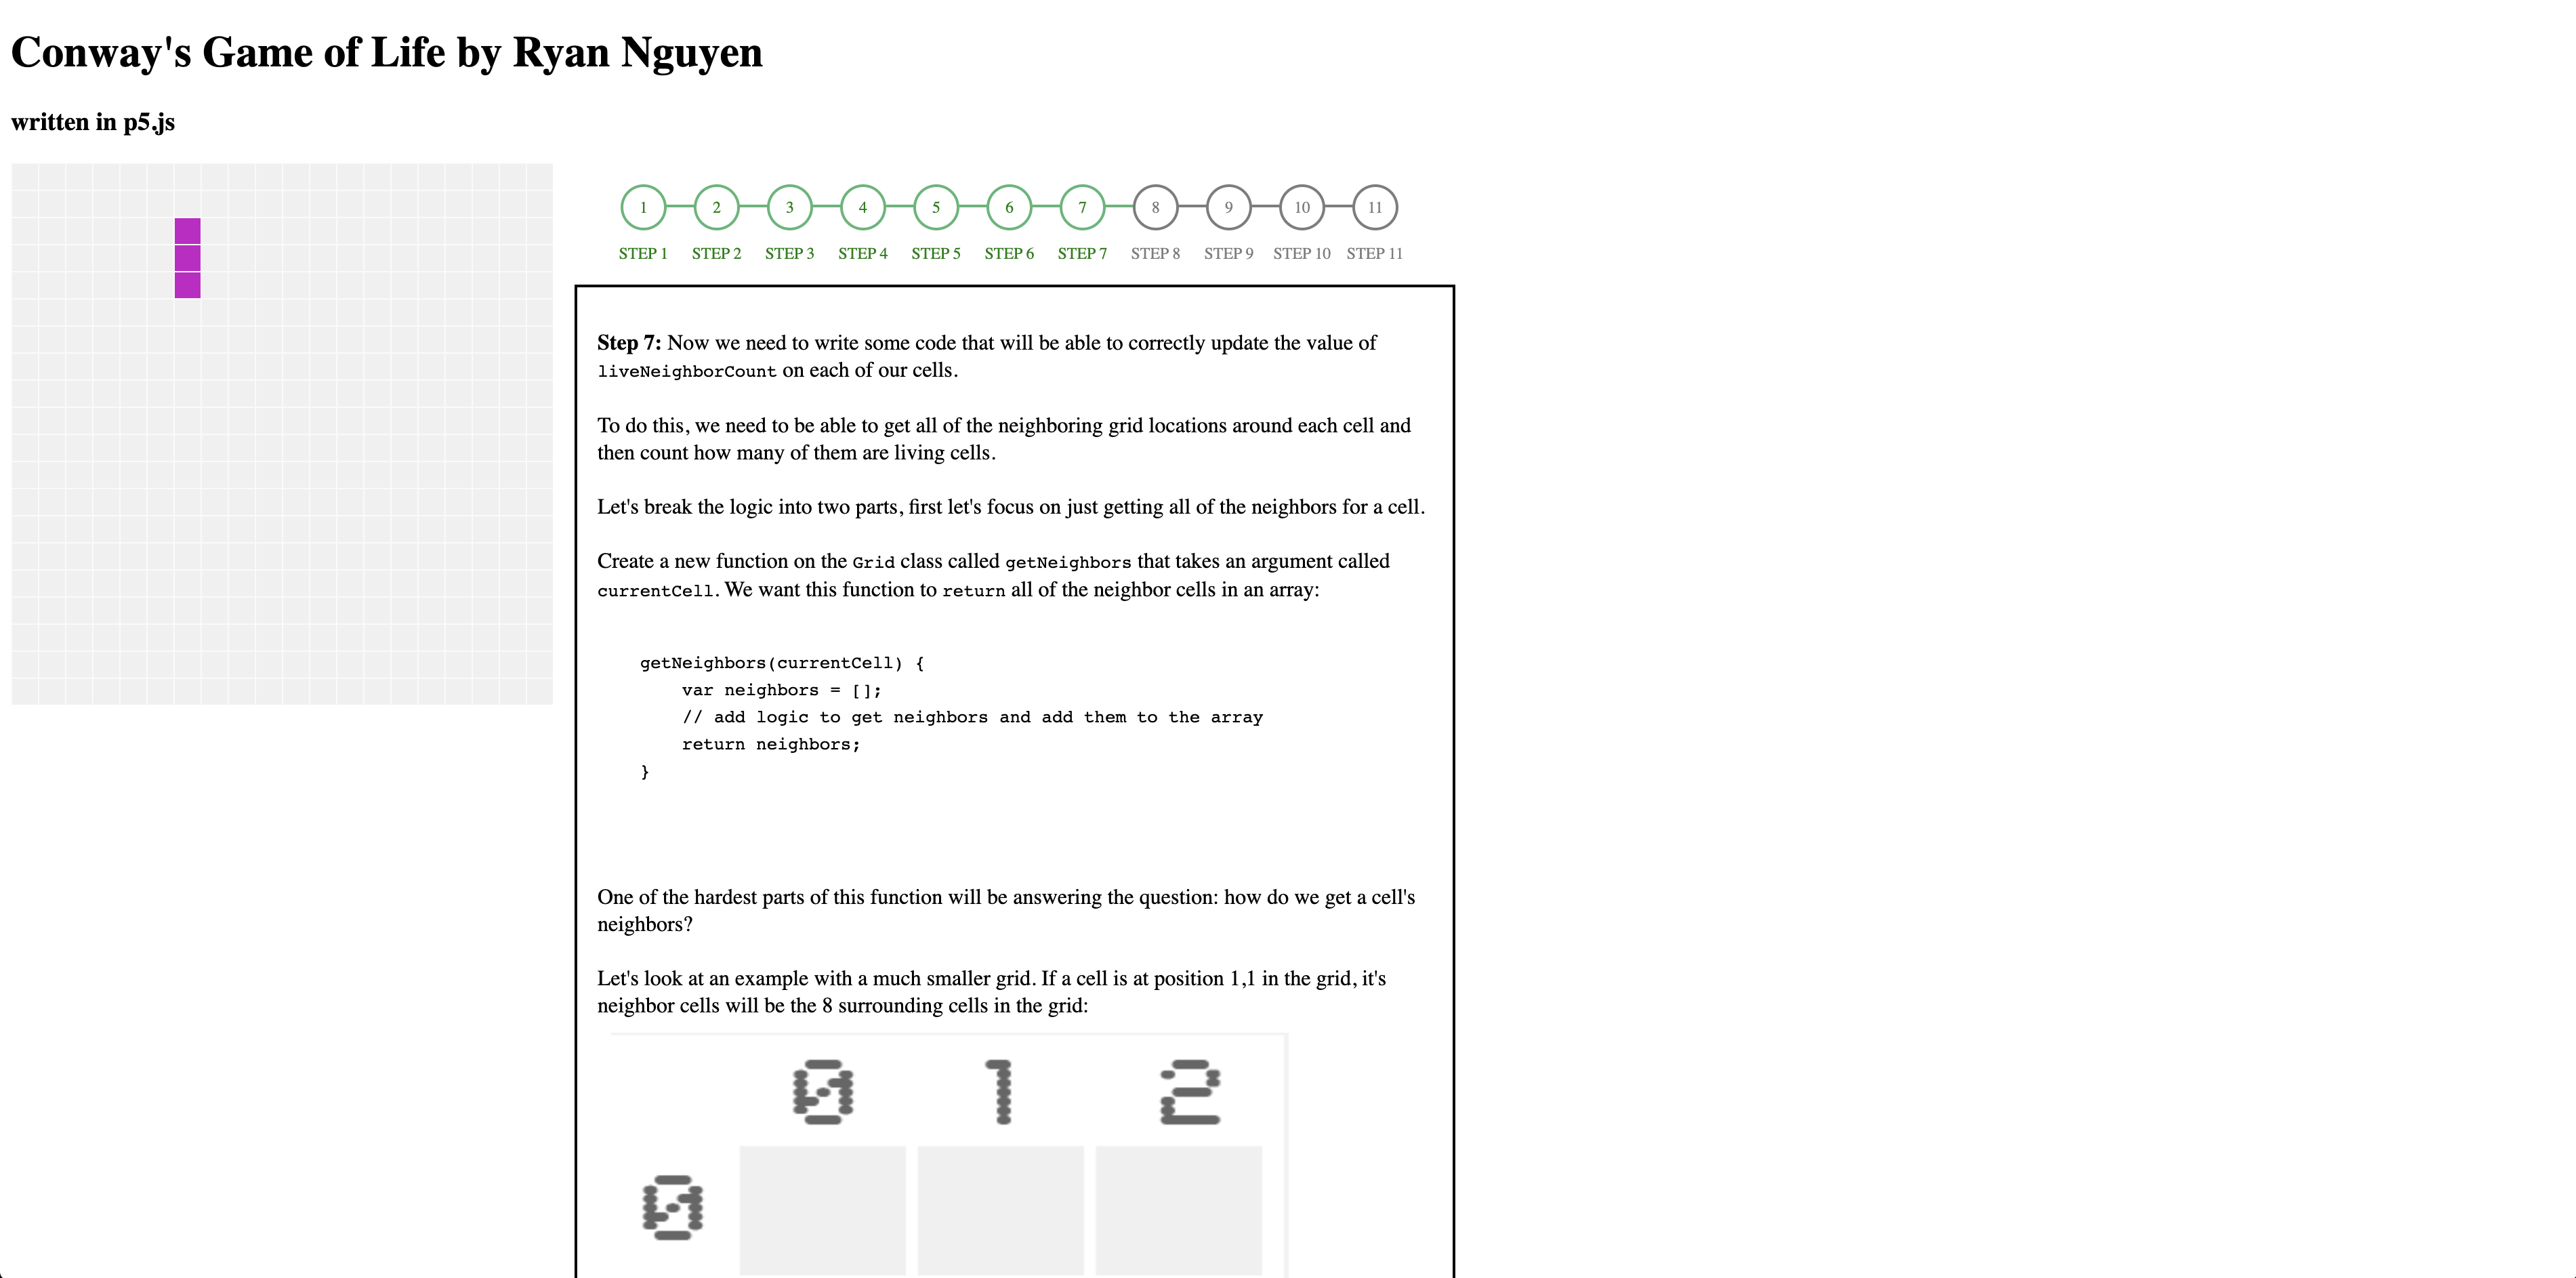 Conway's Game of Life by Ryan Nguyen
written in p5.js
1 2 3 4 5 6 7 8 9 10 11
STEP 1 STEP 2 STEP 3 STEP 4 STEP 5 STEP 6 STEP 7 STEP 8 STEP 9 STEP 10 STEP 11
Step 7: Now we need to write some code that will be able to correctly update the value of
liveNeighborCount on each of our cells.
To do this, we need to be able to get all of the neighboring grid locations around each cell and
then count how many of them are living cells.
Let's break the logic into two parts, first let's focus on just getting all of the neighbors for a cell.
Create a new function on the Grid class called getNeighbors that takes an argument called
currentCell. We want this function to return all of the neighbor cells in an array:
getNeighbors(currentCell) {
var neighbors = [];
// add logic to get neighbors and add them to the array
return neighbors;
}
One of the hardest parts of this function will be answering the question: how do we get a cell's
neighbors?
Let's look at an example with a much smaller grid. If a cell is at position 1,1 in the grid, it's
neighbor cells will be the 8 surrounding cells in the grid:
0 1 2
0